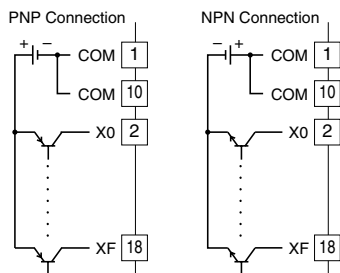 PNP Connection
+ −
COM 1
COM 10
X0 2
XF 18
NPN Connection
− +
COM 1
COM 10
X0 2
XF 18